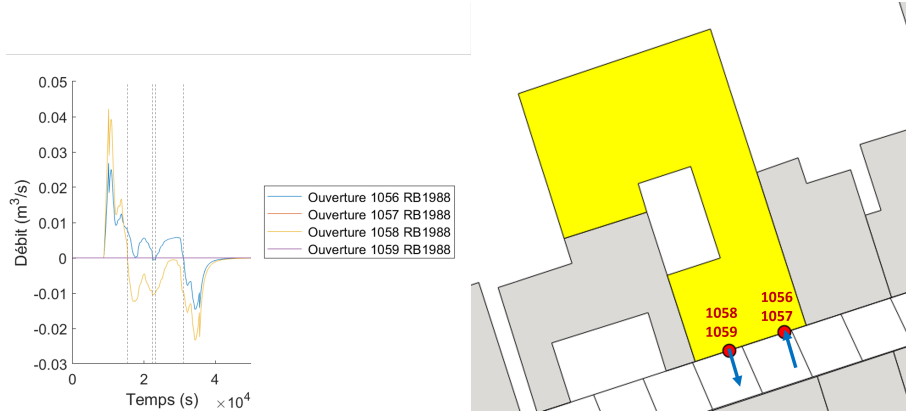 0.05
0.04
0.03
0.02
0.01
0
-0.01
-0.02
-0.03
Débit (m³/s)
0
2
4
×10⁴
Temps (s)
Ouverture 1056 RB1988
Ouverture 1057 RB1988
Ouverture 1058 RB1988
Ouverture 1059 RB1988
1058
1059
1056
1057